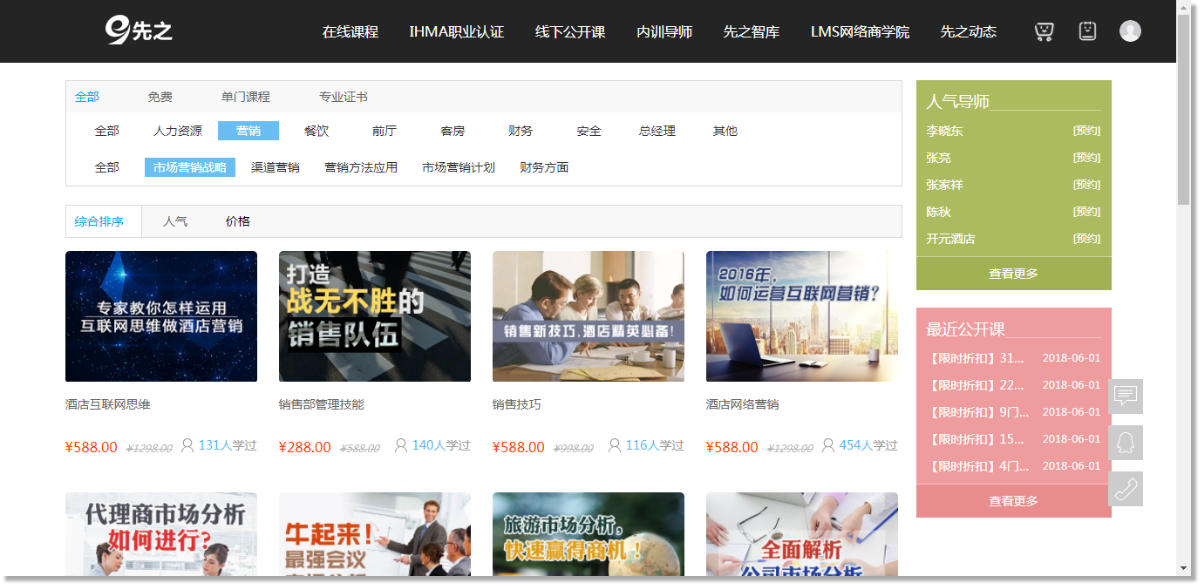 先之 在线课程 IHMA职业认证 线下公开课 内训导师 先之智库 LMS网络商学院 先之动态
全部 免费 单门课程 专业证书
全部 人力资源 营销 餐饮 前厅 客房 财务 安全 总经理 其他
全部 市场营销战略 渠道营销 营销方法应用 市场营销计划 财务方面
综合排序 人气 价格
专家教你怎样运用
互联网思维做酒店营销
打造
战无不胜的
销售队伍
销售新技巧,酒店精英必备!
2016年,
如何运营互联网营销?
酒店互联网思维 销售部管理技能 销售技巧 酒店网络营销
¥588.00 ¥1298.00 131人学过 ¥288.00 ¥588.00 140人学过 ¥588.00 ¥998.00 116人学过 ¥588.00 ¥1298.00 454人学过
代理商市场分析
如何进行?
牛起来!
最强会议
旅游市场分析,
快速赢得商机!
全面解析
公司市场分析
人气导师
李晓东 [预约]
张亮 [预约]
张家祥 [预约]
陈秋 [预约]
开元酒店 [预约]
查看更多
最近公开课
【限时折扣】31... 2018-06-01
【限时折扣】22... 2018-06-01
【限时折扣】9门... 2018-06-01
【限时折扣】15... 2018-06-01
【限时折扣】4门... 2018-06-01
查看更多